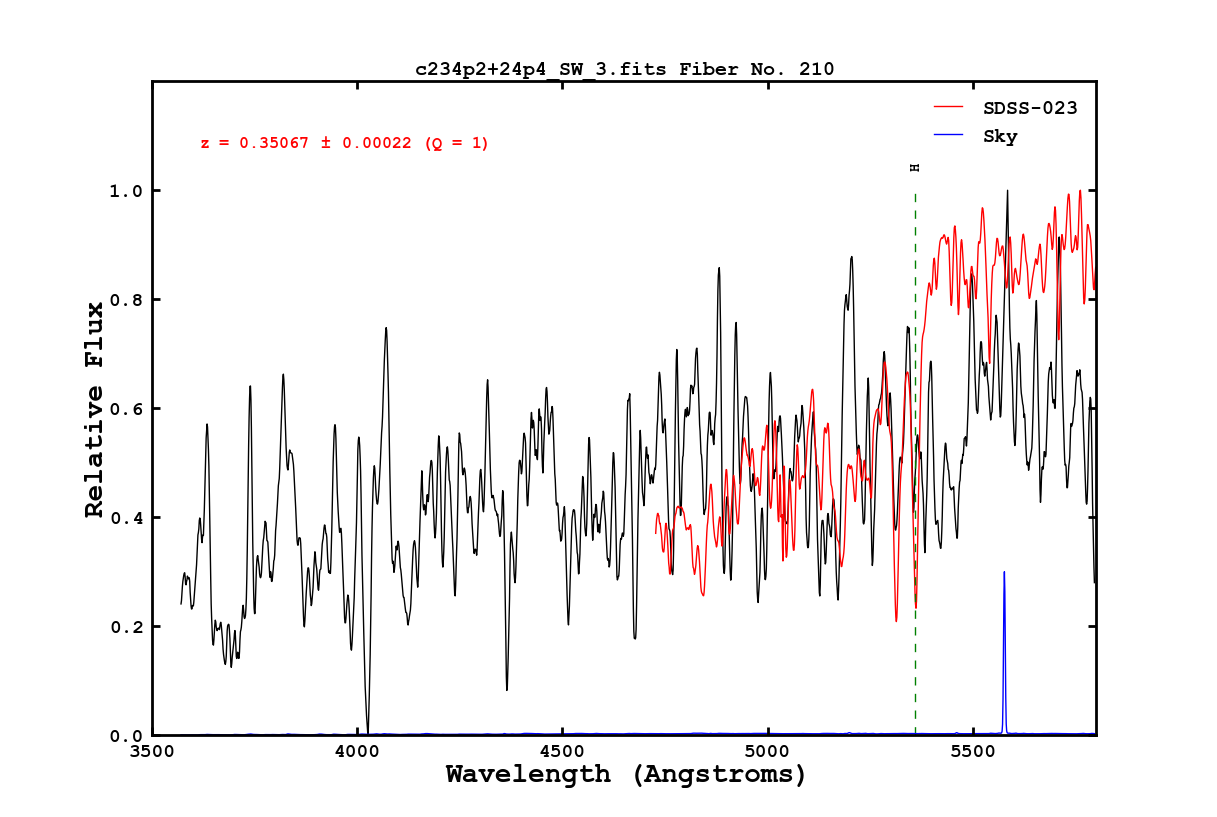 c234p2+24p4_SW_3.fits Fiber No. 210
SDSS-023
Sky
z = 0.35067 ± 0.00022 (Q = 1)
H
1.0
0.8
0.6
0.4
0.2
0.0
Relative Flux
3500 4000 4500 5000 5500
Wavelength (Angstroms)